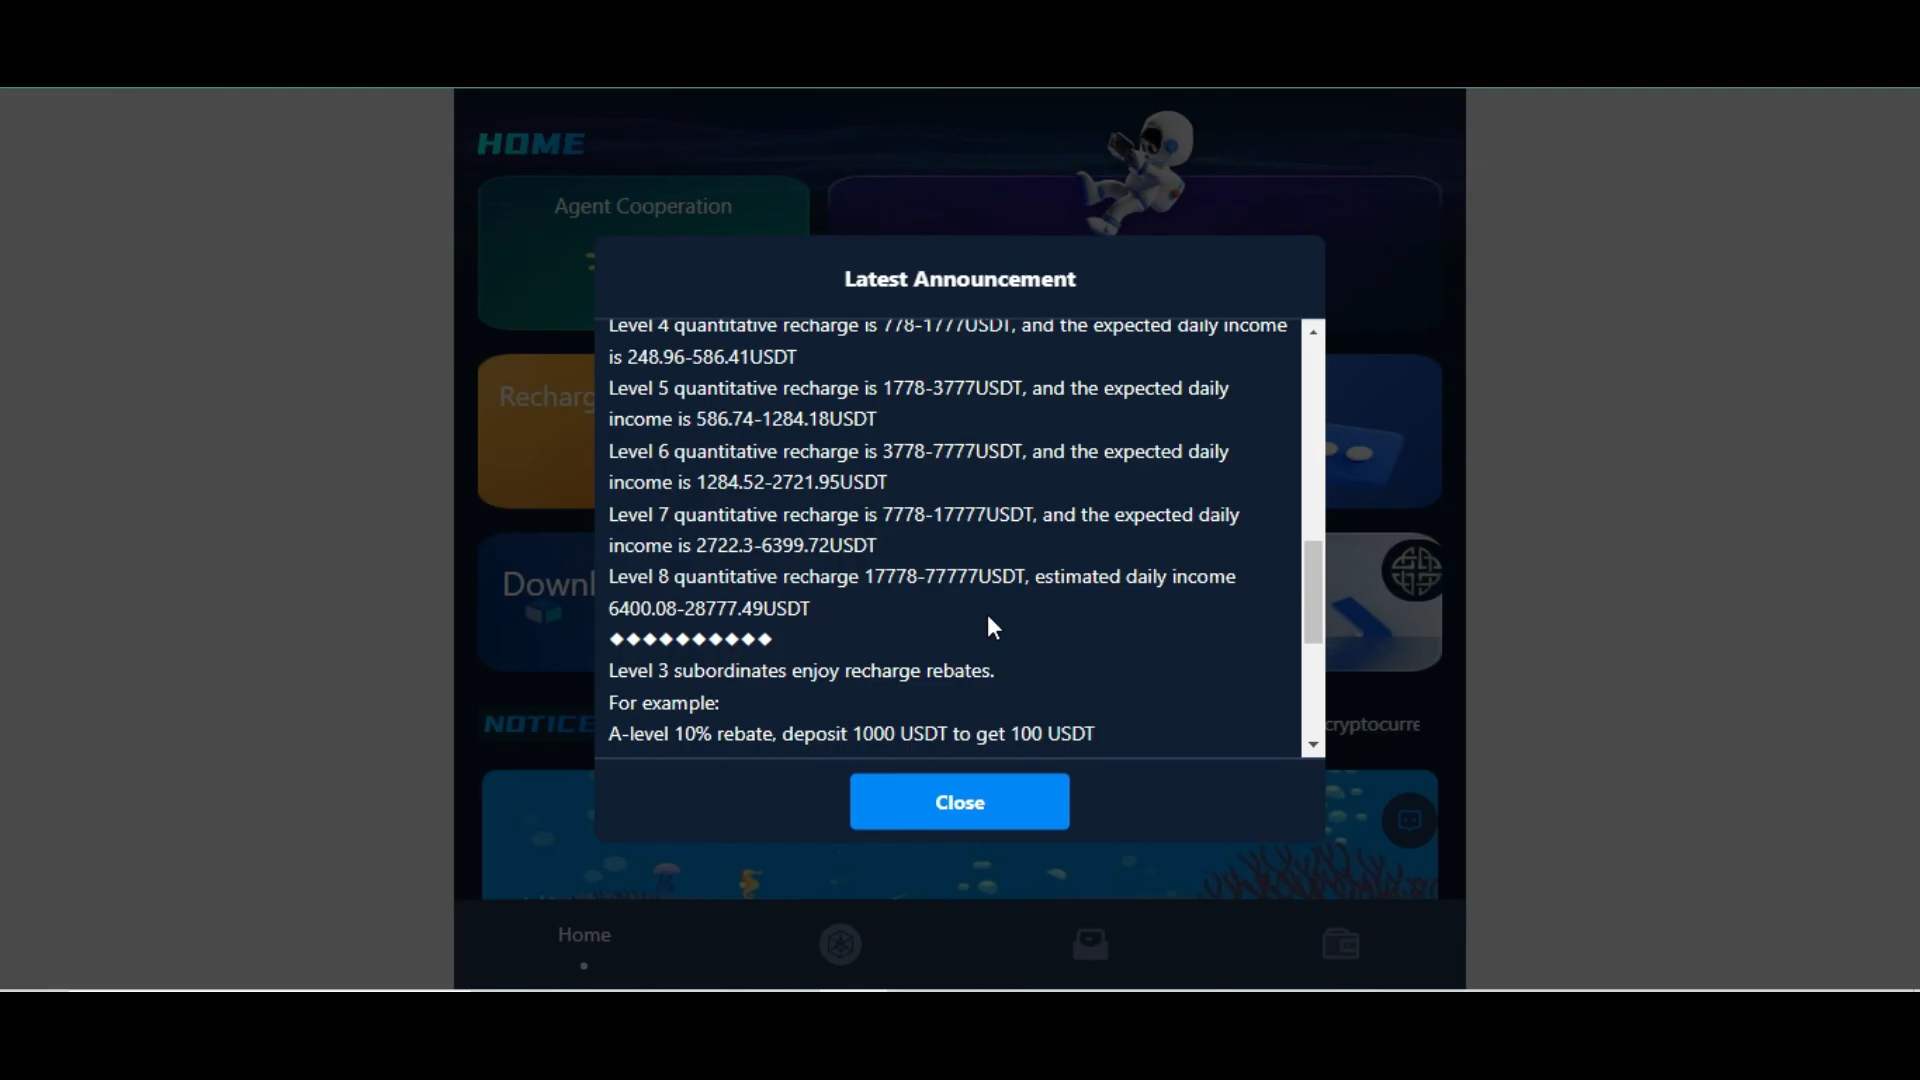 HOME
Agent Cooperation
Latest Announcement
Level 4 quantitative recharge is 778-1777USDT, and the expected daily income
is 248.96-586.41USDT
Level 5 quantitative recharge is 1778-3777USDT, and the expected daily
income is 586.74-1284.18USDT
Level 6 quantitative recharge is 3778-7777USDT, and the expected daily
income is 1284.52-2721.95USDT
Level 7 quantitative recharge is 7778-17777USDT, and the expected daily
income is 2722.3-6399.72USDT
Level 8 quantitative recharge 17778-77777USDT, estimated daily income
6400.08-28777.49USDT
◆◆◆◆◆◆◆◆◆◆
Level 3 subordinates enjoy recharge rebates.
For example:
A-level 10% rebate, deposit 1000 USDT to get 100 USDT
Close
Recharg
Downl
NOTICE
cryptocurre
Home